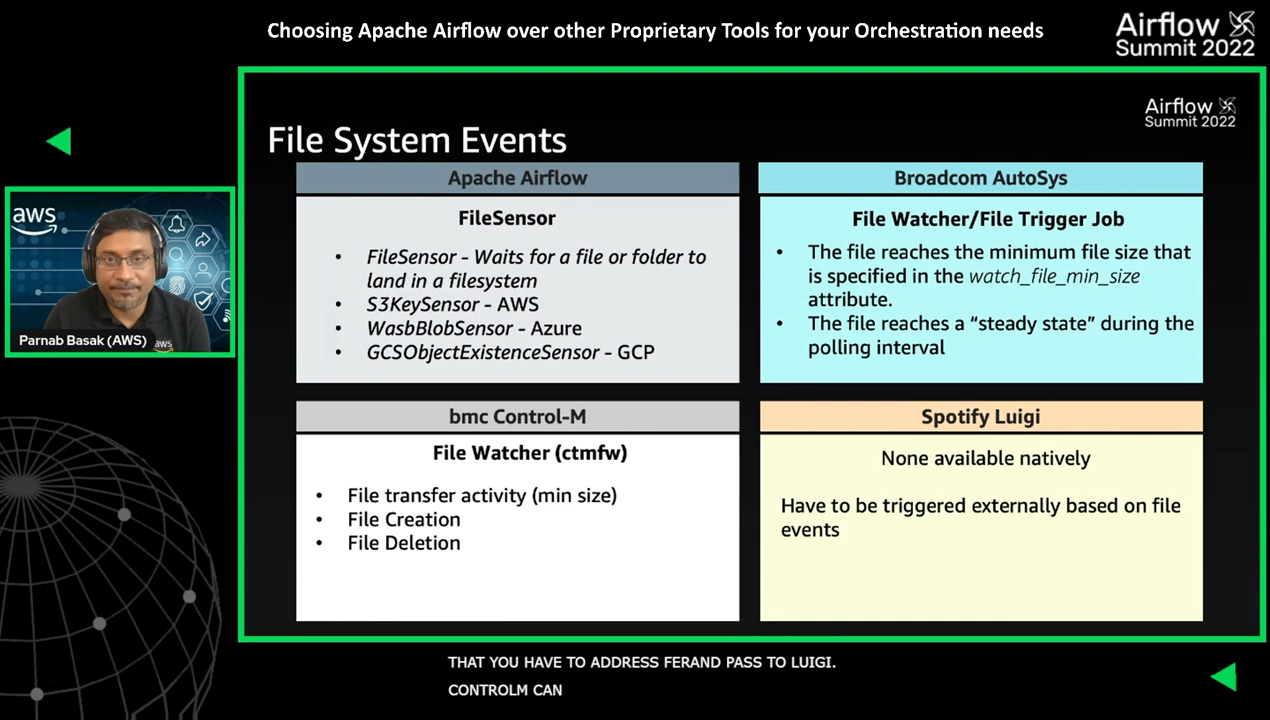 Choosing Apache Airflow over other Proprietary Tools for your Orchestration needs
Airflow
Summit 2022
Airflow
Summit 2022
File System Events
Apache Airflow
FileSensor
• FileSensor - Waits for a file or folder to
land in a filesystem
• S3KeySensor - AWS
• WasbBlobSensor - Azure
• GCSObjectExistenceSensor - GCP
Broadcom AutoSys
File Watcher/File Trigger Job
• The file reaches the minimum file size that
is specified in the watch_file_min_size
attribute.
• The file reaches a “steady state” during the
polling interval
aws
Parnab Basak (AWS)
aws
bmc Control-M
File Watcher (ctmfw)
• File transfer activity (min size)
• File Creation
• File Deletion
Spotify Luigi
None available natively
Have to be triggered externally based on file
events
THAT YOU HAVE TO ADDRESS FERAND PASS TO LUIGI.
CONTROLM CAN